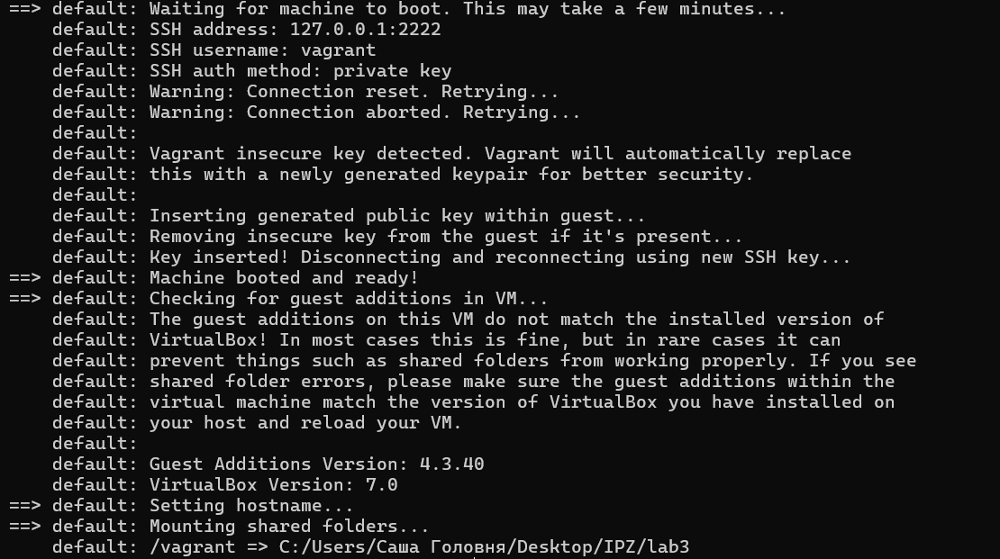 ==> default: Waiting for machine to boot. This may take a few minutes...
    default: SSH address: 127.0.0.1:2222
    default: SSH username: vagrant
    default: SSH auth method: private key
    default: Warning: Connection reset. Retrying...
    default: Warning: Connection aborted. Retrying...
    default:
    default: Vagrant insecure key detected. Vagrant will automatically replace
    default: this with a newly generated keypair for better security.
    default:
    default: Inserting generated public key within guest...
    default: Removing insecure key from the guest if it's present...
    default: Key inserted! Disconnecting and reconnecting using new SSH key...
==> default: Machine booted and ready!
==> default: Checking for guest additions in VM...
    default: The guest additions on this VM do not match the installed version of
    default: VirtualBox! In most cases this is fine, but in rare cases it can
    default: prevent things such as shared folders from working properly. If you see
    default: shared folder errors, please make sure the guest additions within the
    default: virtual machine match the version of VirtualBox you have installed on
    default: your host and reload your VM.
    default:
    default: Guest Additions Version: 4.3.40
    default: VirtualBox Version: 7.0
==> default: Setting hostname...
==> default: Mounting shared folders...
    default: /vagrant => C:/Users/Саша Головня/Desktop/IPZ/lab3